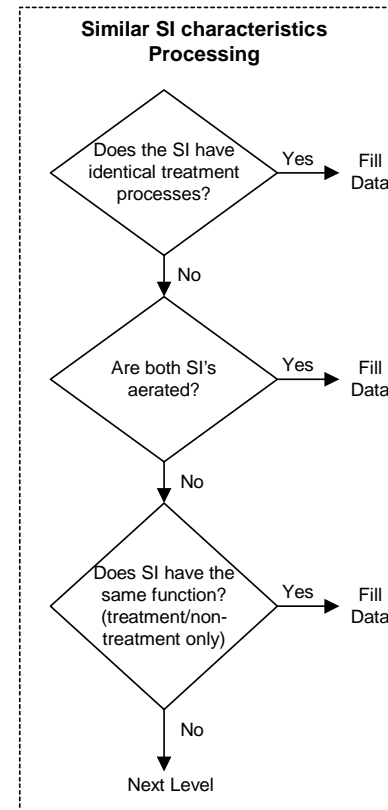 Similar SI characteristics
Processing
Does the SI have
identical treatment
processes?
Yes
Fill
Data
No
Are both SI's
aerated?
Yes
Fill
Data
No
Does SI have the
same function?
(treatment/non-
treatment only)
Yes
Fill
Data
No
Next Level